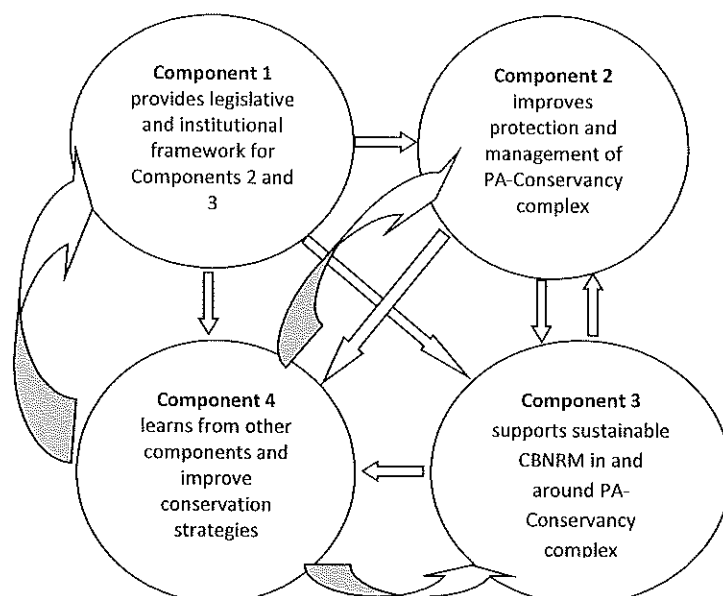 Component 1
provides legislative
and institutional
framework for
Components 2 and
3
Component 2
improves
protection and
management of
PA-Conservancy
complex
Component 4
learns from other
components and
improve
conservation
strategies
Component 3
supports sustainable
CBNRM in and
around PA-
Conservancy
complex